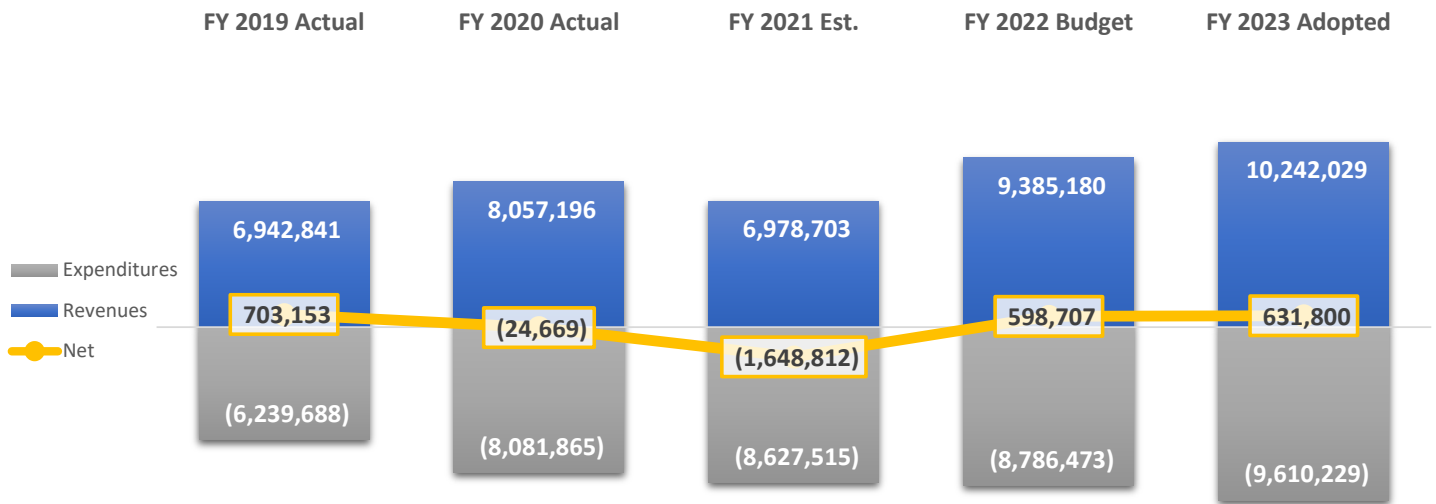 FY 2019 Actual FY 2020 Actual FY 2021 Est. FY 2022 Budget FY 2023 Adopted
10,242,029
9,385,180
8,057,196
6,942,841 6,978,703
Expenditures
Revenues
Net
703,153 (24,669) (1,648,812) 598,707 631,800
(6,239,688)
(8,081,865) (8,627,515) (8,786,473)
(9,610,229)